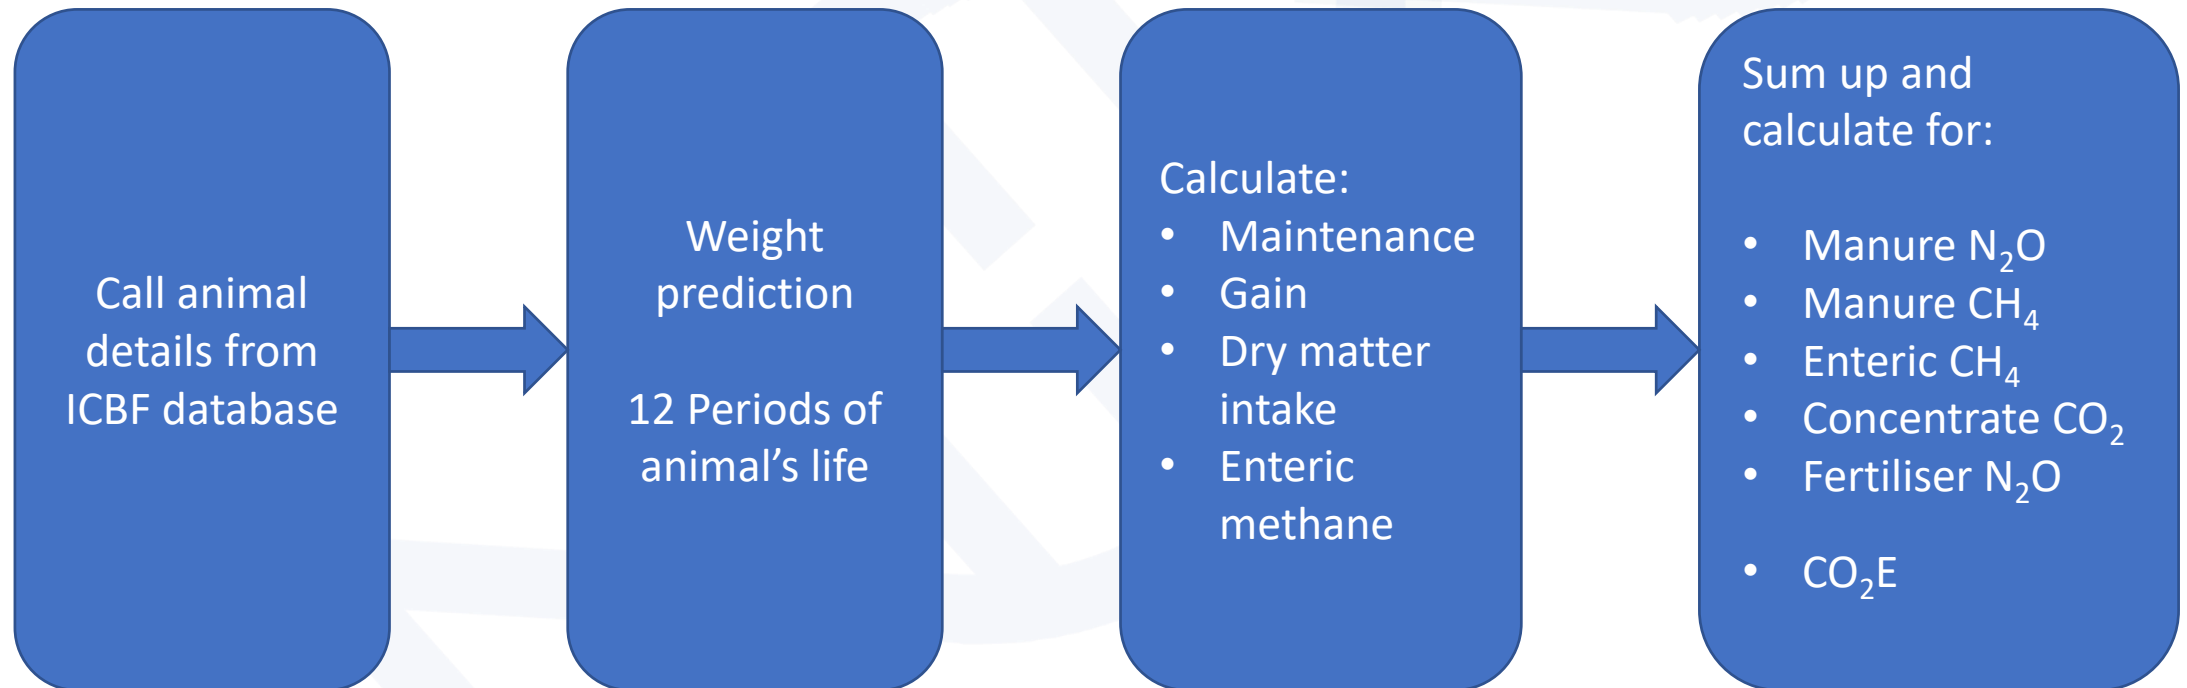 Call animal
details from
ICBF database
Weight
prediction
12 Periods of
animal’s life
Calculate:
• Maintenance
• Gain
• Dry matter
intake
• Enteric
methane
Sum up and
calculate for:
• Manure N₂O
• Manure CH₄
• Enteric CH₄
• Concentrate CO₂
• Fertiliser N₂O
• CO₂E